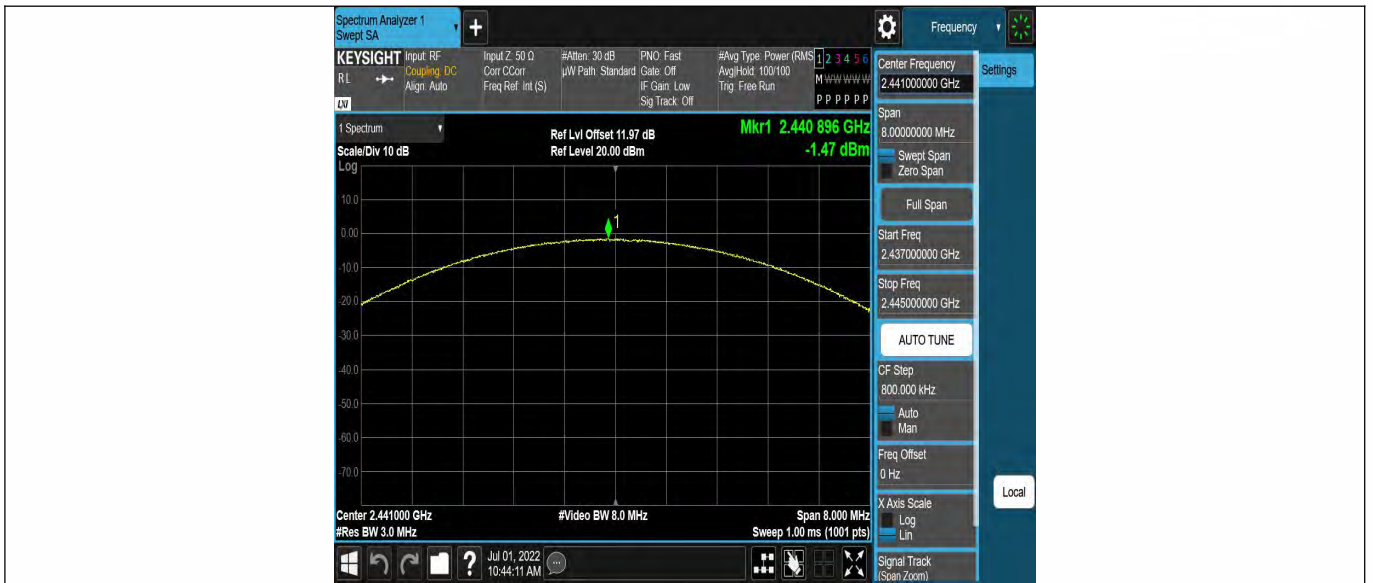 Spectrum Analyzer 1
Swept SA
+
Frequency
KEYSIGHT
R L
LXI
Input: RF
Coupling: DC
Align: Auto
Input Z: 50 Ω
Corr CCorr
Freq Ref: Int (S)
#Atten: 30 dB
µW Path: Standard
PNO: Fast
Gate: Off
IF Gain: Low
Sig Track: Off
#Avg Type: Power (RMS
Avg|Hold: 100/100
Trig: Free Run
1 2 3 4 5 6
M W W W W W
P P P P P P
Center Frequency
2.441000000 GHz
Settings
1 Spectrum
Scale/Div 10 dB
Ref Lvl Offset 11.97 dB
Ref Level 20.00 dBm
Mkr1 2.440 896 GHz
-1.47 dBm
Log
10.0
0.00
-10.0
-20.0
-30.0
-40.0
-50.0
-60.0
-70.0
1
Center 2.441000 GHz
#Res BW 3.0 MHz
#Video BW 8.0 MHz
Span 8.000 MHz
Sweep 1.00 ms (1001 pts)
Span
8.00000000 MHz
Swept Span
Zero Span
Full Span
Start Freq
2.437000000 GHz
Stop Freq
2.445000000 GHz
AUTO TUNE
CF Step
800.000 kHz
Auto
Man
Freq Offset
0 Hz
X Axis Scale
Log
Lin
Signal Track
(Span Zoom)
Local
?
Jul 01, 2022
10:44:11 AM